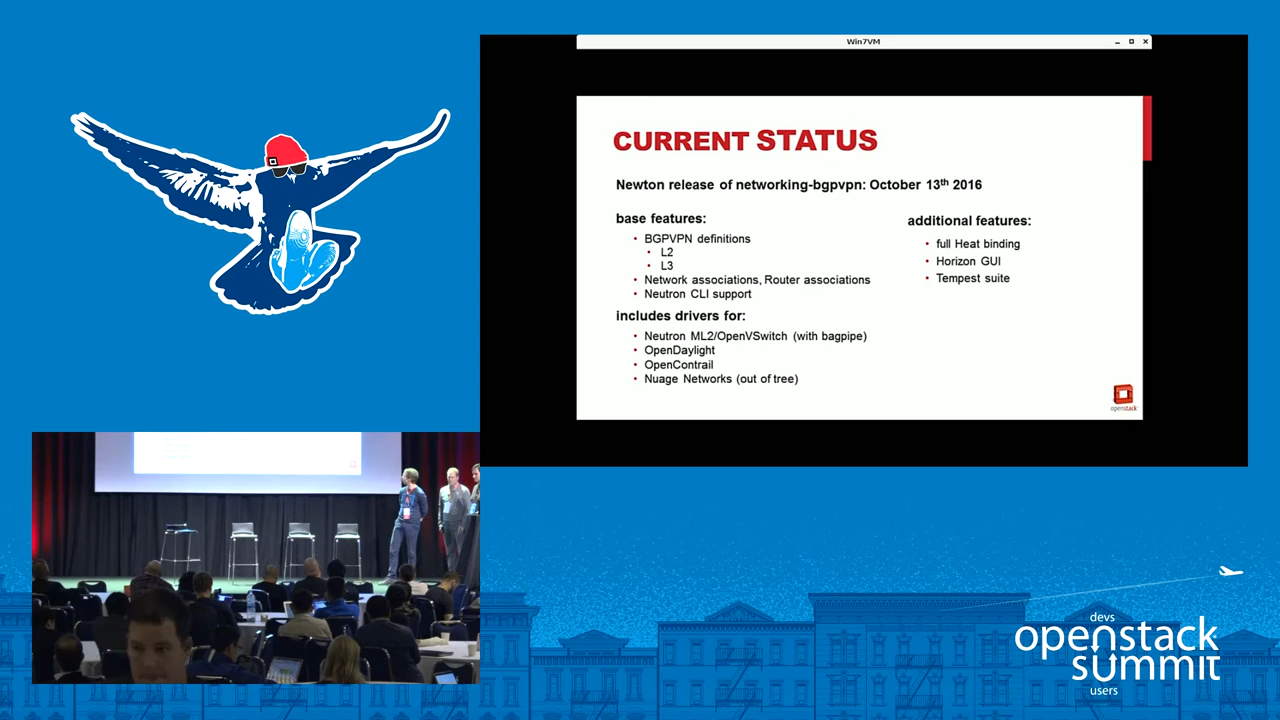 Win7VM
CURRENT STATUS
Newton release of networking-bgpvpn: October 13th 2016
base features:
• BGPVPN definitions
• L2
• L3
• Network associations, Router associations
• Neutron CLI support
includes drivers for:
• Neutron ML2/OpenVSwitch (with bagpipe)
• OpenDaylight
• OpenContrail
• Nuage Networks (out of tree)
additional features:
• full Heat binding
• Horizon GUI
• Tempest suite
openstack
devs
openstack
summit
users